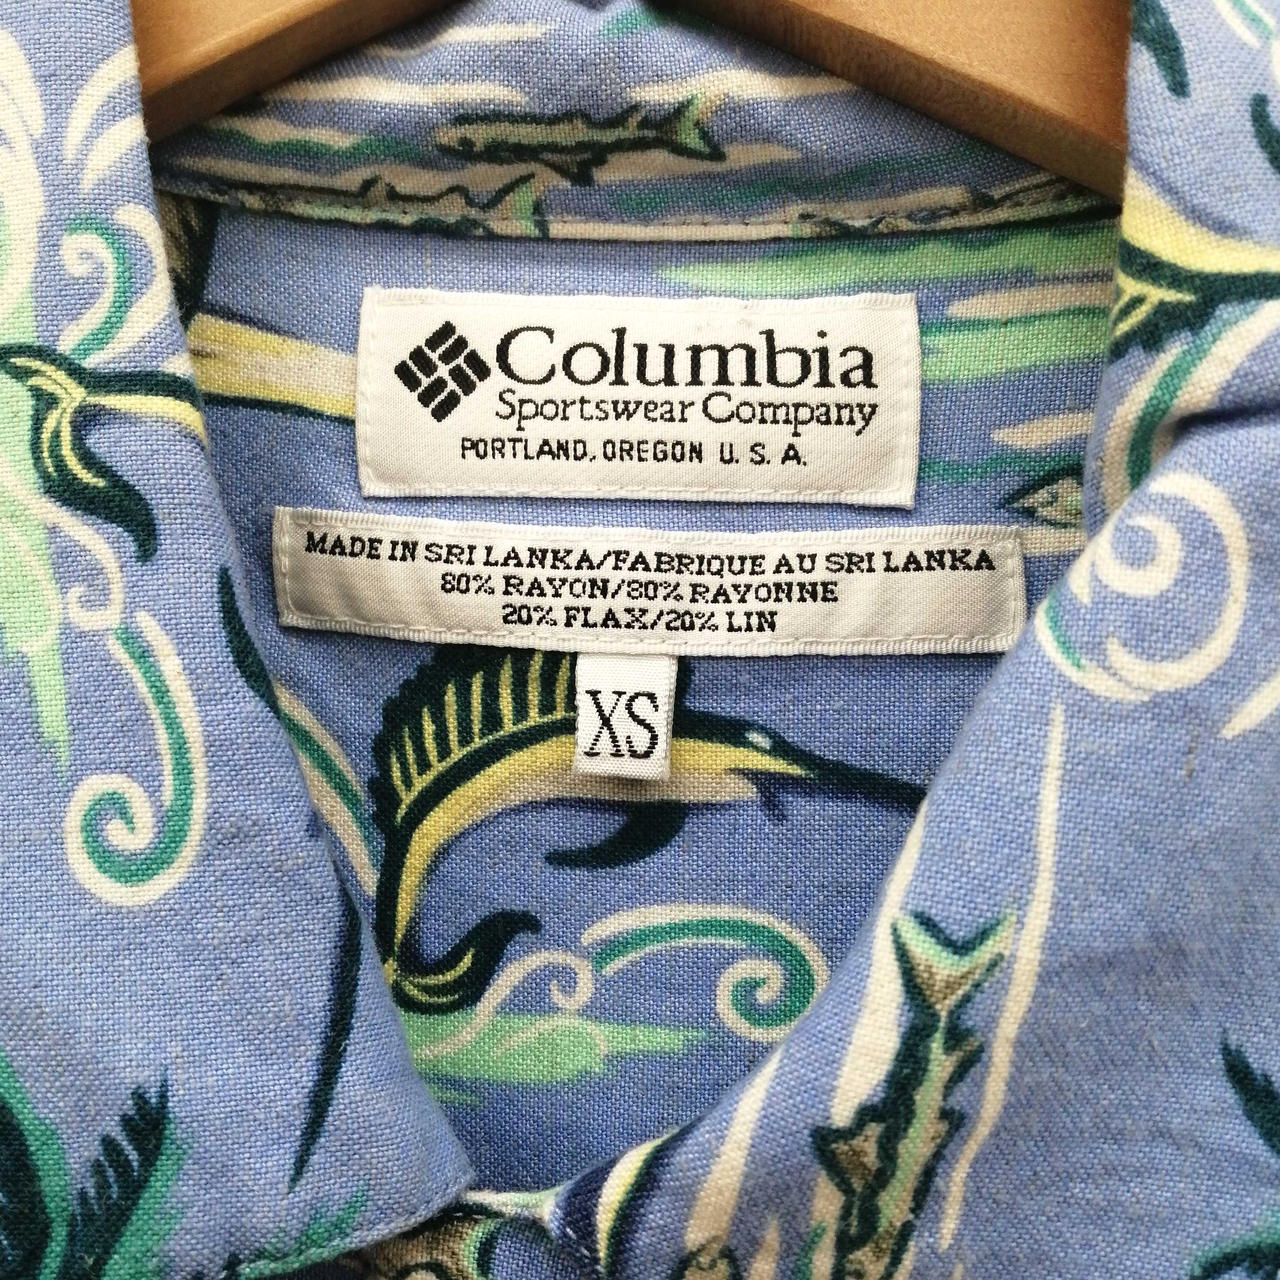 Columbia
Sportswear Company
PORTLAND, OREGON U. S. A.
MADE IN SRI LANKA/FABRIQUE AU SRI LANKA
80% RAYON/80% RAYONNE
20% FLAX/20% LIN
XS